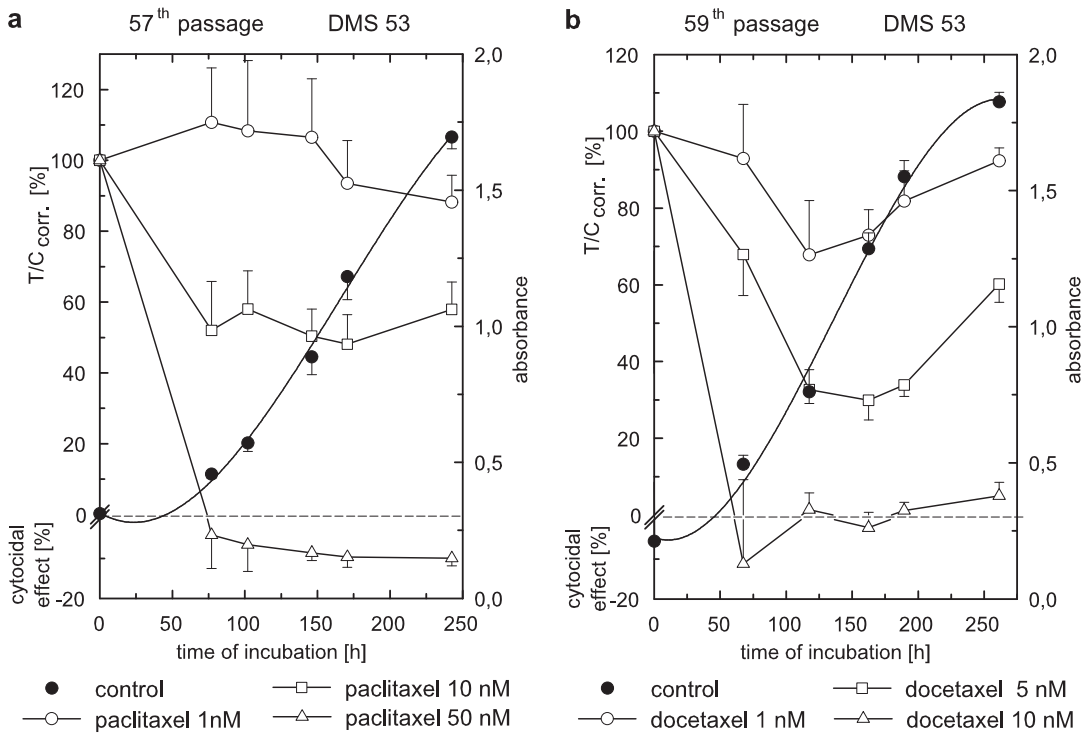 a 57th passage DMS 53
T/C corr. [%]
cytocidal
effect [%]
120
100
80
60
40
20
0
-20
2,0
1,5
1,0
0,5
0,0
absorbance
0 50 100 150 200 250
time of incubation [h]
control
paclitaxel 1nM
paclitaxel 10 nM
paclitaxel 50 nM
b 59th passage DMS 53
T/C corr. [%]
cytocidal
effect [%]
120
100
80
60
40
30
20
10
0
-20
2,0
1,5
1,0
0,5
0,0
absorbance
0 50 100 150 200 250
time of incubation [h]
control
docetaxel 1 nM
docetaxel 5 nM
docetaxel 10 nM